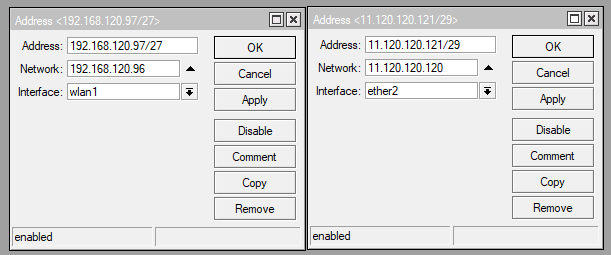 Address <192.168.120.97/27>
Address: 192.168.120.97/27
OK
Network: 192.168.120.96
Cancel
Interface: wlan1
Apply
Disable
Comment
Copy
Remove
enabled
Address <11.120.120.121/29>
Address: 11.120.120.121/29
OK
Network: 11.120.120.120
Cancel
Interface: ether2
Apply
Disable
Comment
Copy
Remove
enabled